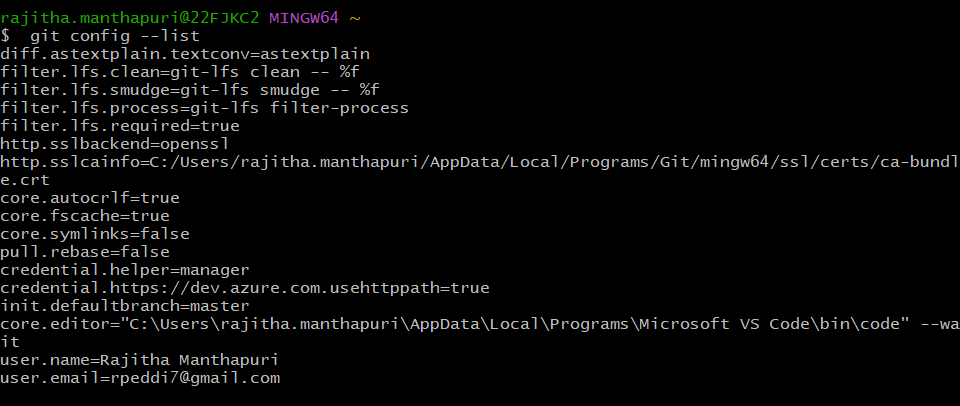 rajitha.manthapuri@22FJKC2 MINGW64 ~
$  git config --list
diff.astextplain.textconv=astextplain
filter.lfs.clean=git-lfs clean -- %f
filter.lfs.smudge=git-lfs smudge -- %f
filter.lfs.process=git-lfs filter-process
filter.lfs.required=true
http.sslbackend=openssl
http.sslcainfo=C:/Users/rajitha.manthapuri/AppData/Local/Programs/Git/mingw64/ssl/certs/ca-bundl
e.crt
core.autocrlf=true
core.fscache=true
core.symlinks=false
pull.rebase=false
credential.helper=manager
credential.https://dev.azure.com.usehttppath=true
init.defaultbranch=master
core.editor="C:\Users\rajitha.manthapuri\AppData\Local\Programs\Microsoft VS Code\bin\code" --wa
it
user.name=Rajitha Manthapuri
user.email=rpeddi7@gmail.com